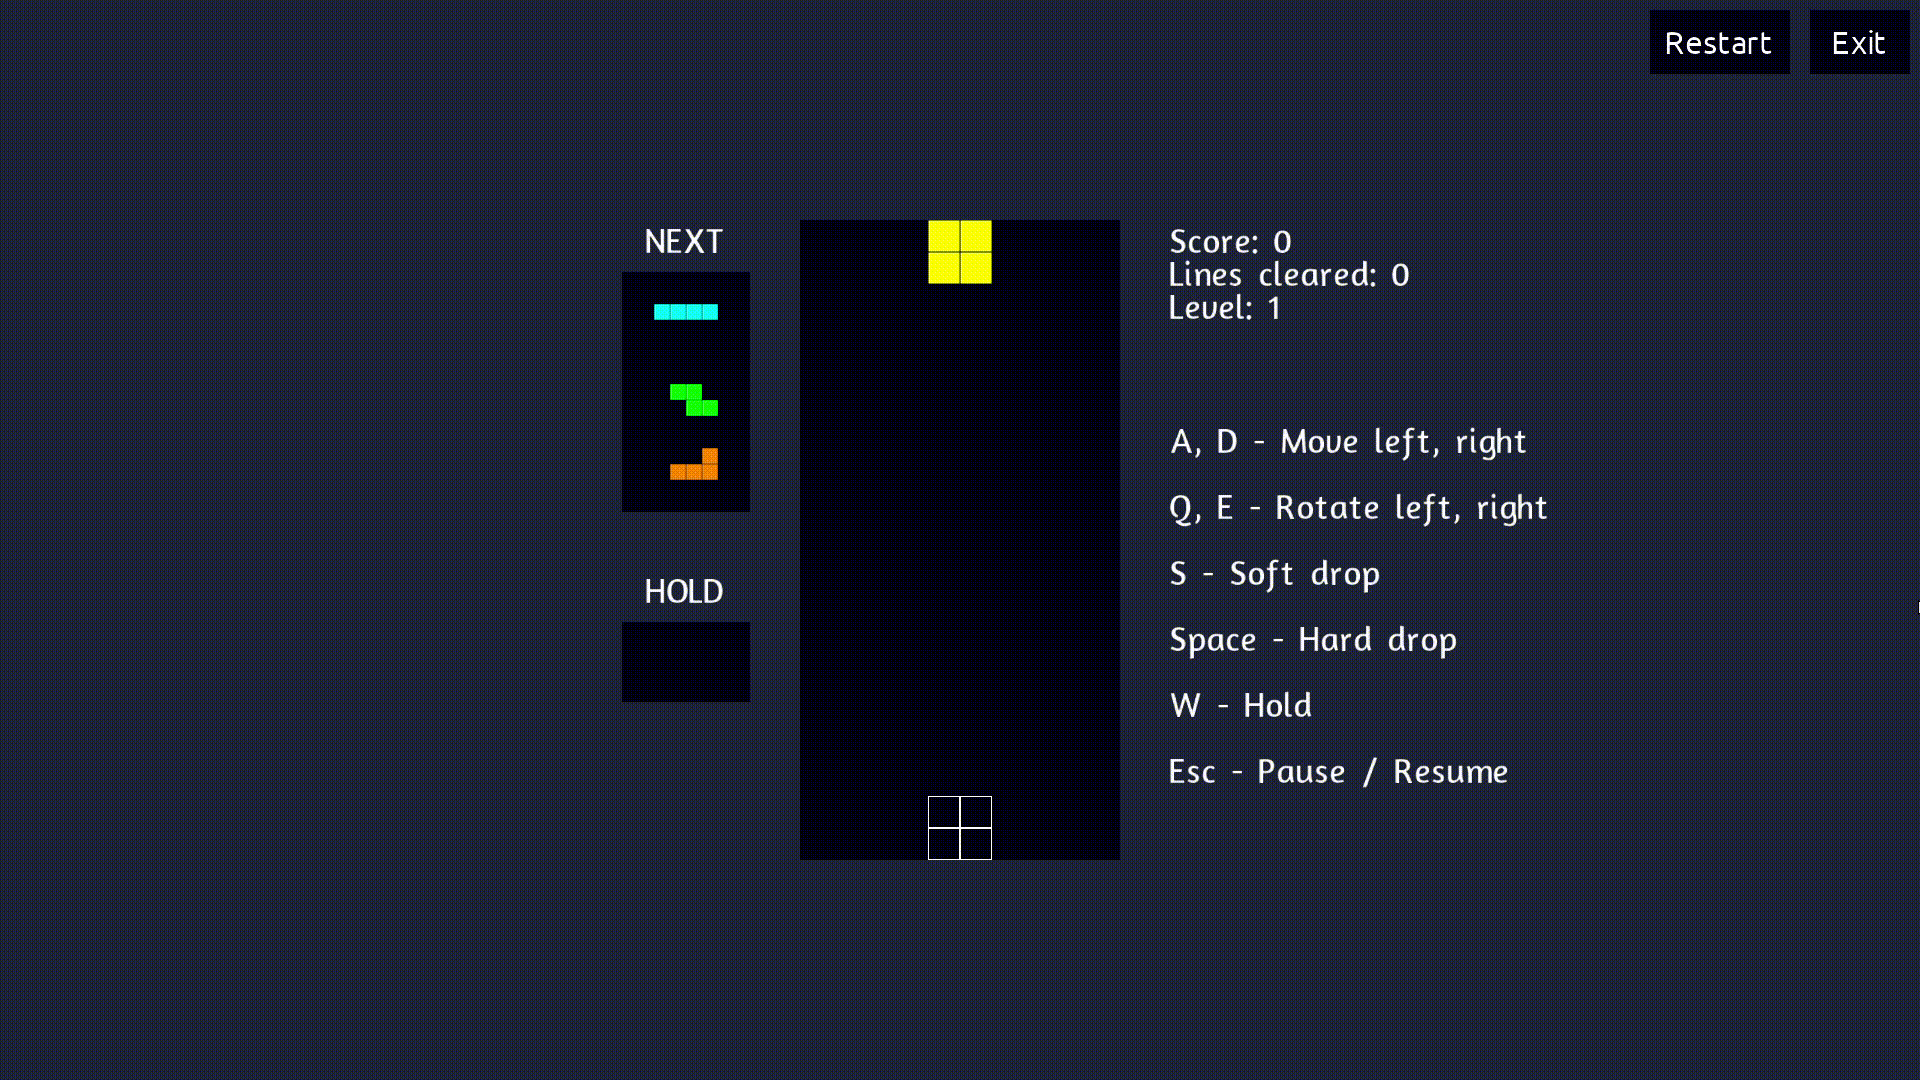 Restart
Exit
NEXT
HOLD
Score: 0
Lines cleared: 0
Level: 1
A, D - Move left, right
Q, E - Rotate left, right
S - Soft drop
Space - Hard drop
W - Hold
Esc - Pause / Resume